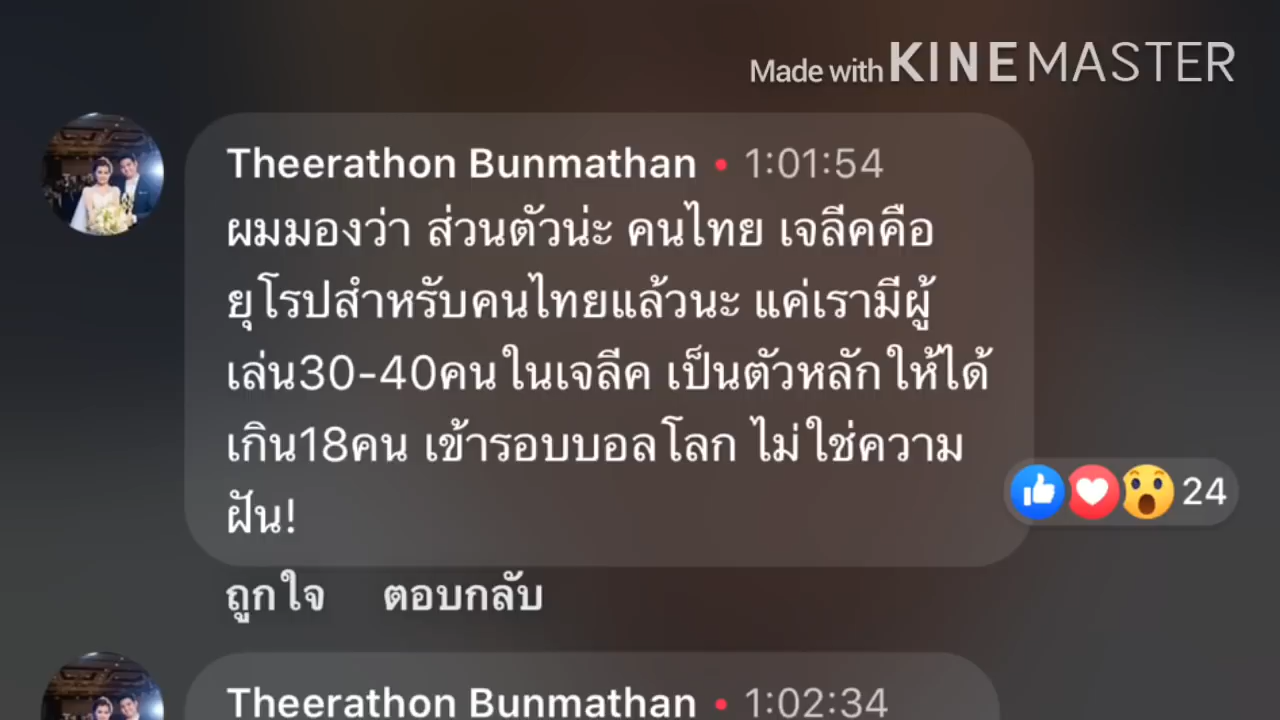 Made with KINEMASTER
Theerathon Bunmathan • 1:01:54
ผมมองว่า ส่วนตัวน่ะ คนไทย เจลีคคือ
ยุโรปสำหรับคนไทยแล้วนะ แค่เรามีผู้
เล่น30-40คนในเจลีค เป็นตัวหลักให้ได้
เกิน18คน เข้ารอบบอลโลก ไม่ใช่ความ
ฝัน!
24
ถูกใจ ตอบกลับ
Theerathon Bunmathan • 1:02:34